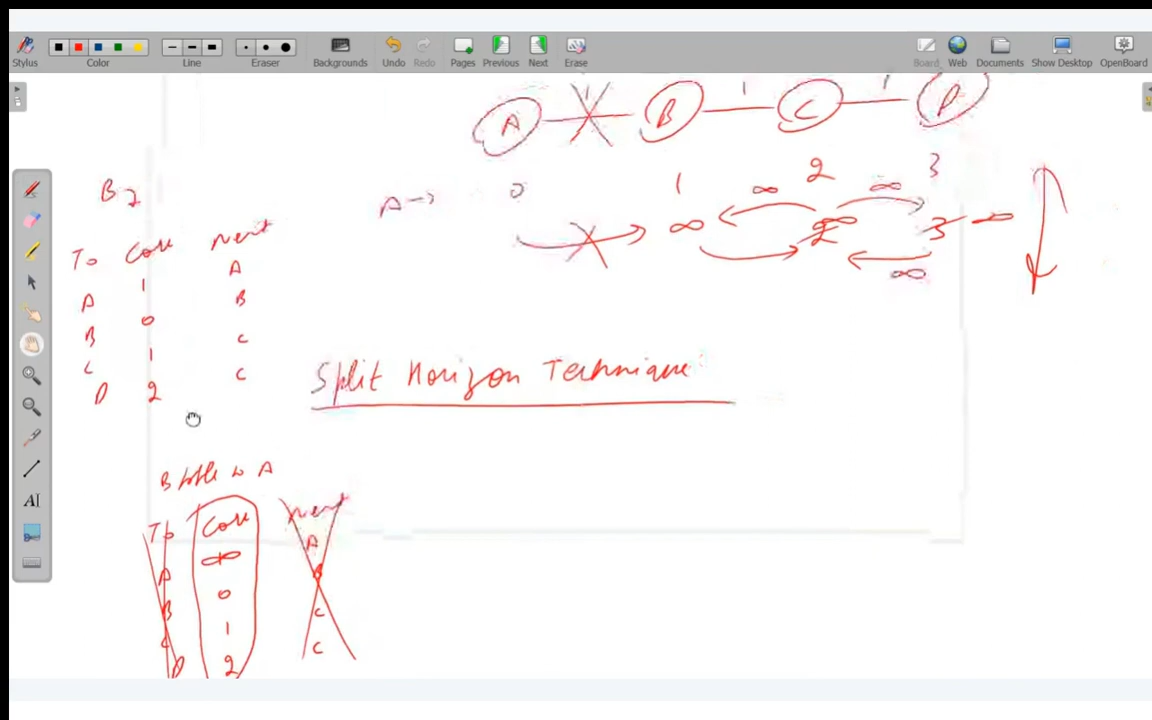 Stylus Color Line Eraser Backgrounds Undo Redo Pages Previous Next Erase Board Web Documents Show Desktop OpenBoard
A 1 B 1 C 1 D
A → 0 1 2 3
∞ ∞
∞ 2 ∞ 3 ∞
∞
B
To Cost Next
A 1 A
B 0 B
C 1 C
D 2 C
Split Horizon Technique
B table to A
To Cost Next
A ∞ A
B 0 B
C 1 C
D 2 C
AI